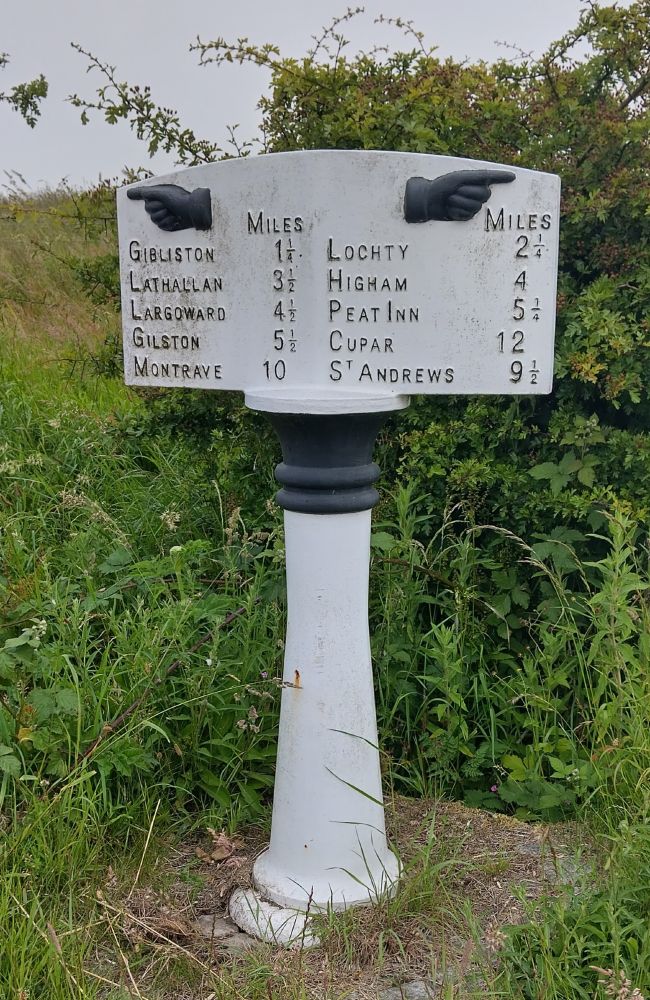 MILES
GIBLISTON 1¼
LATHALLAN 3½
LARGOWARD 4½
GILSTON 5½
MONTRAVE 10
MILES
LOCHTY 2¼
HIGHAM 4
PEAT INN 5¼
CUPAR 12
ST ANDREWS 9½